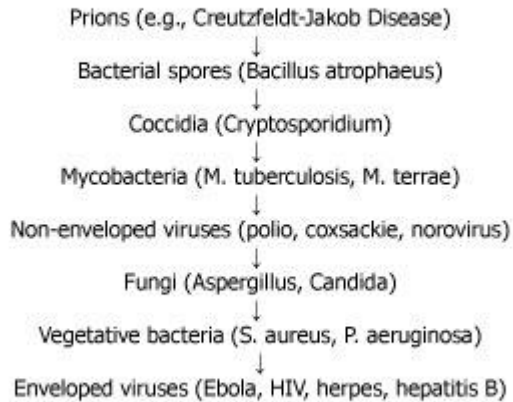 Prions (e.g., Creutzfeldt-Jakob Disease)
↓
Bacterial spores (Bacillus atrophaeus)
↓
Coccidia (Cryptosporidium)
↓
Mycobacteria (M. tuberculosis, M. terrae)
↓
Non-enveloped viruses (polio, coxsackie, norovirus)
↓
Fungi (Aspergillus, Candida)
↓
Vegetative bacteria (S. aureus, P. aeruginosa)
↓
Enveloped viruses (Ebola, HIV, herpes, hepatitis B)